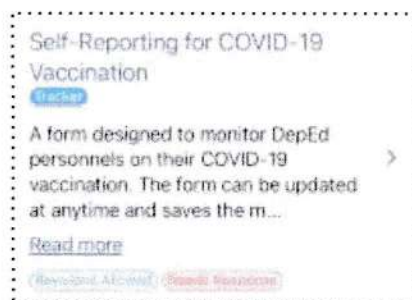 Self-Reporting for COVID-19
Vaccination
Tracker
A form designed to monitor DepEd
personnels on their COVID-19
vaccination. The form can be updated
at anytime and saves the m...
Read more